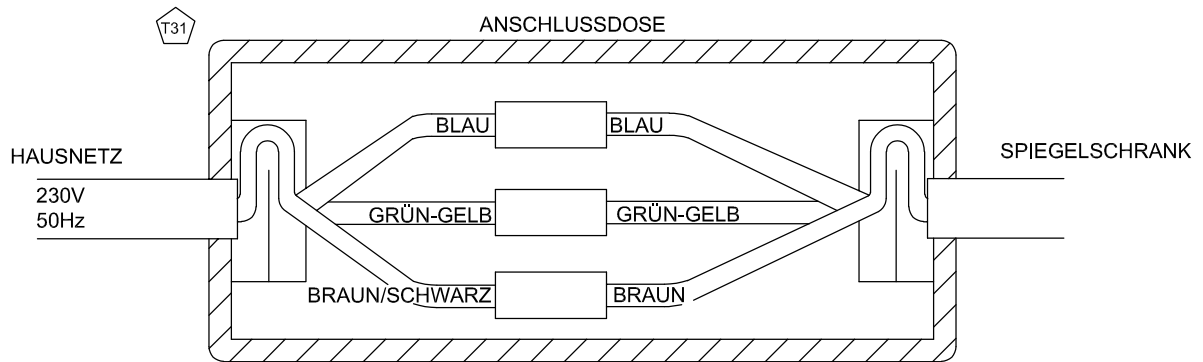 T31
ANSCHLUSSDOSE
HAUSNETZ
230V
50Hz
SPIEGELSCHRANK
BLAU
BLAU
GRÜN-GELB
GRÜN-GELB
BRAUN/SCHWARZ
BRAUN